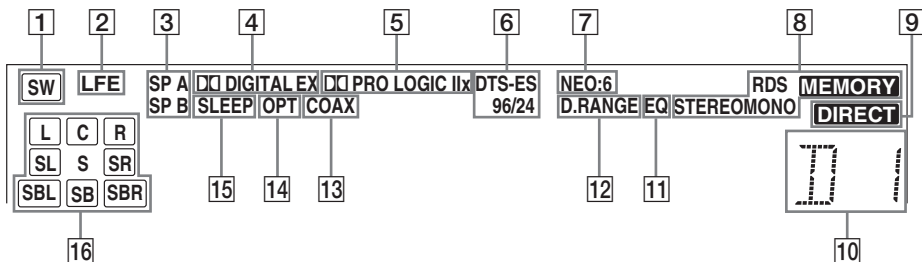 1 2 3 4 5 6 7 8 9
SW LFE SP A DIGITAL EX PRO LOGIC IIx DTS-ES NEO:6 RDS MEMORY
SP B SLEEP OPT COAX 96/24 D.RANGE EQ STEREO MONO DIRECT
L C R
SL S SR
SBL SB SBR
D 1
15 14 13 12 11
16 10